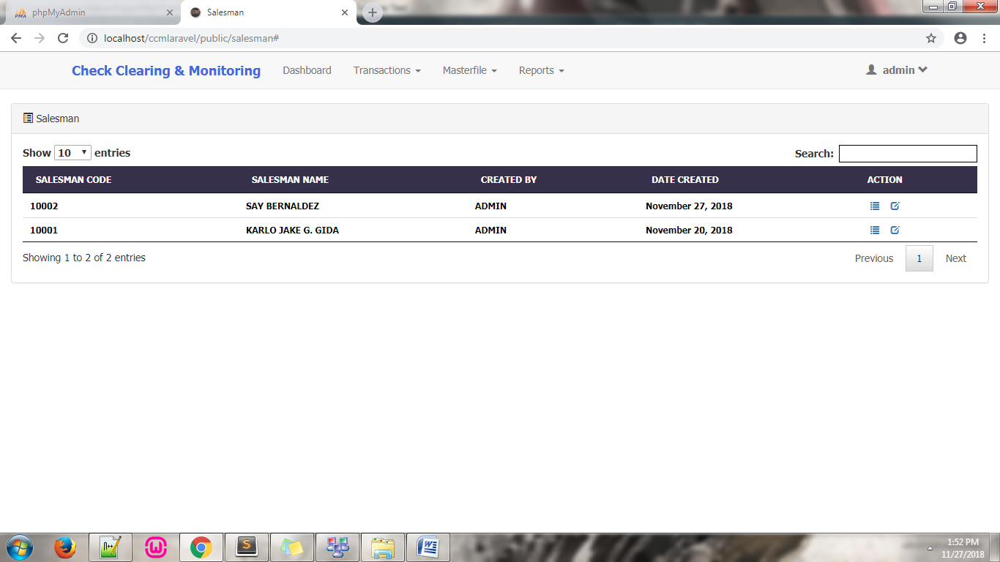 phpMyAdmin
Salesman
localhost/ccmlaravel/public/salesman#
Check Clearing & Monitoring Dashboard Transactions Masterfile Reports admin
Salesman
Show 10 entries Search:
SALESMAN CODE SALESMAN NAME CREATED BY DATE CREATED ACTION
10002 SAY BERNALDEZ ADMIN November 27, 2018
10001 KARLO JAKE G. GIDA ADMIN November 20, 2018
Showing 1 to 2 of 2 entries Previous 1 Next
1:52 PM
11/27/2018